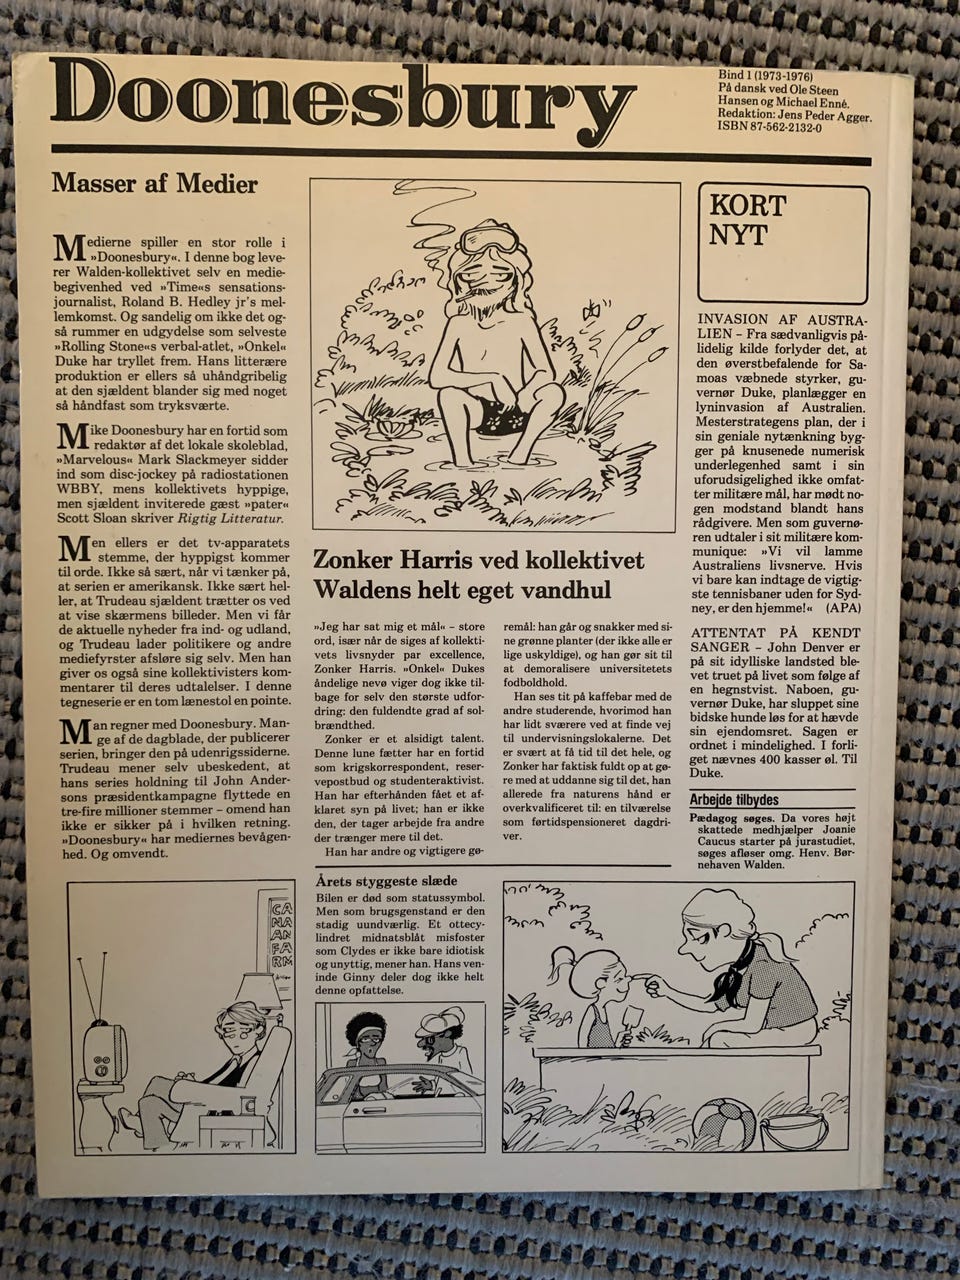 Doonesbury
Bind 1 (1973-1976)
På dansk ved Ole Steen
Hansen og Michael Enné.
Redaktion: Jens Peder Agger.
ISBN 87-562-2132-0
Masser af Medier
Medierne spiller en stor rolle i
»Doonesbury«. I denne bog leve-
rer Walden-kollektivet selv en medie-
begivenhed ved »Time«s sensations-
journalist, Roland B. Hedley jr's mel-
lemkomst. Og sandelig om ikke det og-
så rummer en udgydelse som selveste
»Rolling Stone«s verbal-atlet, »Onkel«
Duke har tryllet frem. Hans litterære
produktion er ellers så uhåndgribelig
at den sjældent blander sig med noget
så håndfast som tryksværte.
Mike Doonesbury har en fortid som
redaktør af det lokale skoleblad,
»Marvelous« Mark Slackmeyer sidder
ind som disc-jockey på radiostationen
WBBY, mens kollektivets hyppige,
men sjældent inviterede gæst »pater«
Scott Sloan skriver Rigtig Litteratur.
Men ellers er det tv-apparatets
stemme, der hyppigst kommer
til orde. Ikke så sært, når vi tænker på,
at serien er amerikansk. Ikke sært hel-
ler, at Trudeau sjældent trætter os ved
at vise skærmens billeder. Men vi får
de aktuelle nyheder fra ind- og udland,
og Trudeau lader politikere og andre
mediefyrster afsløre sig selv. Men han
giver os også sine kollektivisters kom-
mentarer til deres udtalelser. I denne
tegneserie er en tom lænestol en pointe.
Man regner med Doonesbury. Man-
ge af de dagblade, der publicerer
serien, bringer den på udenrigssiderne.
Trudeau mener selv ubeskedent, at
hans series holdning til John Ander-
sons præsidentkampagne flyttede en
tre-fire millioner stemmer – omend han
ikke er sikker på i hvilken retning.
»Doonesbury« har mediernes bevågen-
hed. Og omvendt.
Zonker Harris ved kollektivet
Waldens helt eget vandhul
»Jeg har sat mig et mål« – store
ord, især når de siges af kollekti-
vets livsnyder par excellence,
Zonker Harris. »Onkel« Dukes
åndelige nevø viger dog ikke til-
bage for selv den største udfor-
dring: den fuldendte grad af sol-
brændthed.
Zonker er et alsidigt talent.
Denne lune fætter har en fortid
som krigskorrespondent, reser-
vepostbud og studenteraktivist.
Han har efterhånden fået et af-
klaret syn på livet; han er ikke
den, der tager arbejde fra andre
der trænger mere til det.
Han har andre og vigtigere gø-
remål: han går og snakker med si-
ne grønne planter (der ikke alle er
lige uskyldige), og han gør sit til
at demoralisere universitetets
fodboldhold.
Han ses tit på kaffebar med de
andre studerende, hvorimod han
har lidt sværere ved at finde vej
til undervisningslokalerne. Det
er svært at få tid til det hele, og
Zonker har faktisk fuldt op at gø-
re med at uddanne sig til det, han
allerede fra naturens hånd er
overkvalificeret til: en tilværelse
som førtidspensioneret dagdri-
ver.
KORT
NYT
INVASION AF AUSTRA-
LIEN – Fra sædvanligvis på-
lidelig kilde forlyder det, at
den øverstbefalende for Sa-
moas væbnede styrker, gu-
vernør Duke, planlægger en
lyninvasion af Australien.
Mesterstrategens plan, der i
sin geniale nytænkning byg-
ger på knusende numerisk
underlegenhed samt i sin
uforudsigelighed ikke omfat-
ter militære mål, har mødt no-
gen modstand blandt hans
rådgivere. Men som guvernø-
ren udtaler i sit militære kom-
munique: »Vi vil lamme
Australiens livsnerve. Hvis
vi bare kan indtage de vigtig-
ste tennisbaner uden for Syd-
ney, er den hjemme!« (APA)
ATTENTAT PÅ KENDT
SANGER – John Denver er
på sit idylliske landsted ble-
vet truet på livet som følge af
en hegnstvist. Naboen, gu-
vernør Duke, har sluppet sine
bidske hunde løs for at hævde
sin ejendomsret. Sagen er
ordnet i mindelighed. I forli-
get nævnes 400 kasser øl. Til
Duke.
Arbejde tilbydes
Pædagog søges. Da vores højt
skattede medhjælper Joanie
Caucus starter på jurastudiet,
søges afløser omg. Henv. Bør-
nehaven Walden.
Årets styggeste slæde
Bilen er død som statussymbol.
Men som brugsgenstand er den
stadig uundværlig. Et ottecy-
lindret midnatsblåt misfoster
som Clydes er ikke bare idiotisk
og unyttig, mener han. Hans ven-
inde Ginny deler dog ikke helt
denne opfattelse.
CA
NA
AN
FA
RM